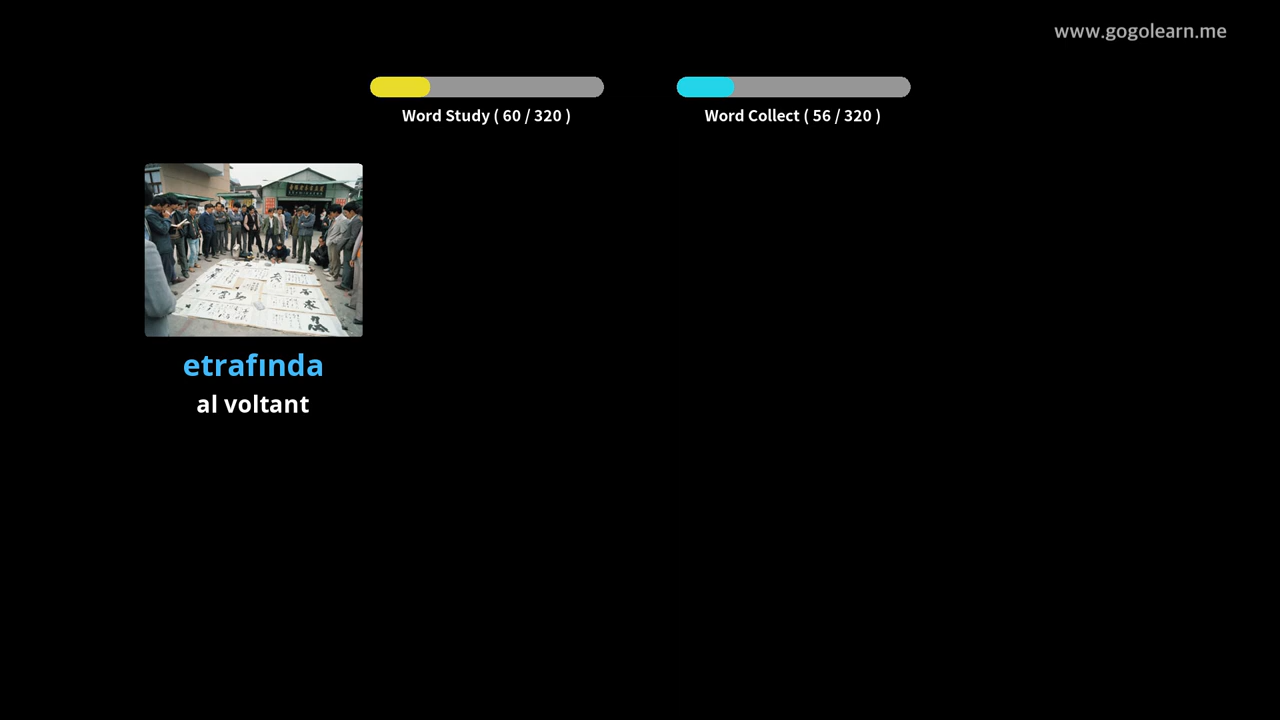 www.gogolearn.me
Word Study ( 60 / 320 )
Word Collect ( 56 / 320 )
etrafında
al voltant